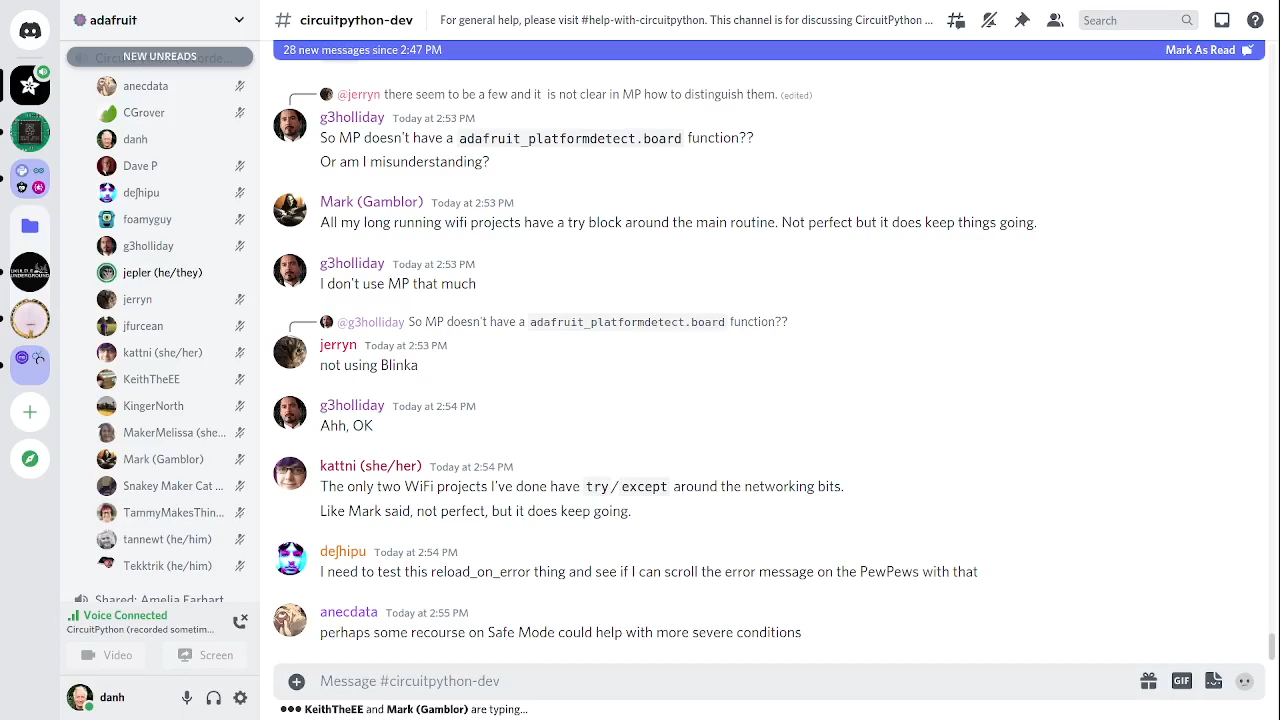 adafruit
NEW UNREADS
anecdata
CGrover
danh
Dave P
deʃhipu
foamyguy
g3holliday
jepler (he/they)
jerryn
jfurcean
kattni (she/her)
KeithTheEE
KingerNorth
MakerMelissa (she...
Mark (Gamblor)
Snakey Maker Cat ...
TammyMakesThin...
tannewt (he/him)
Tekktrik (he/him)
Shared: Amelia Earhart
Voice Connected
CircuitPython (recorded sometim...
Video
Screen
danh
# circuitpython-dev
For general help, please visit #help-with-circuitpython. This channel is for discussing CircuitPython ...
Search
28 new messages since 2:47 PM
Mark As Read
@jerryn there seem to be a few and it is not clear in MP how to distinguish them. (edited)
g3holliday Today at 2:53 PM
So MP doesn't have a adafruit_platformdetect.board function??
Or am I misunderstanding?
Mark (Gamblor) Today at 2:53 PM
All my long running wifi projects have a try block around the main routine. Not perfect but it does keep things going.
g3holliday Today at 2:53 PM
I don't use MP that much
@g3holliday So MP doesn't have a adafruit_platformdetect.board function??
jerryn Today at 2:53 PM
not using Blinka
g3holliday Today at 2:54 PM
Ahh, OK
kattni (she/her) Today at 2:54 PM
The only two WiFi projects I've done have try/except around the networking bits.
Like Mark said, not perfect, but it does keep going.
deʃhipu Today at 2:54 PM
I need to test this reload_on_error thing and see if I can scroll the error message on the PewPews with that
anecdata Today at 2:55 PM
perhaps some recourse on Safe Mode could help with more severe conditions
Message #circuitpython-dev
GIF
KeithTheEE and Mark (Gamblor) are typing...